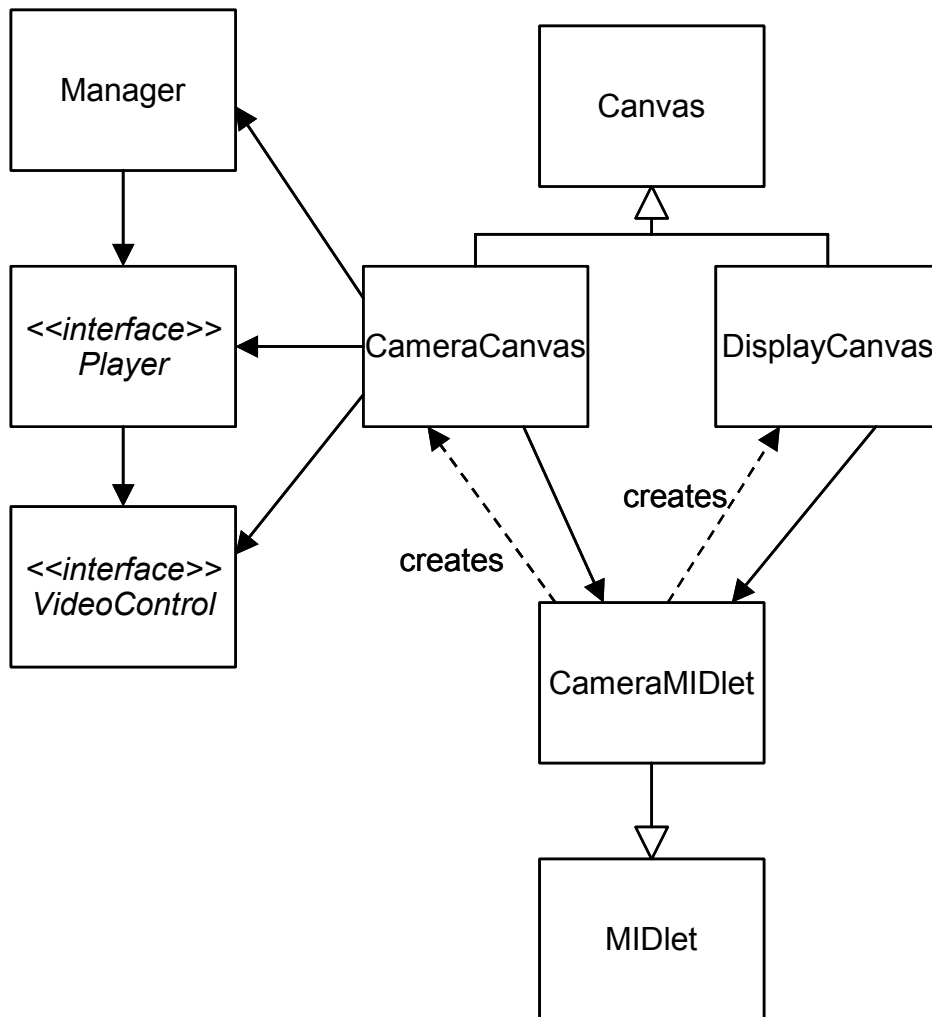 Manager
Canvas
<<interface>>
Player
CameraCanvas
DisplayCanvas
creates
creates
<<interface>>
VideoControl
CameraMIDlet
MIDlet